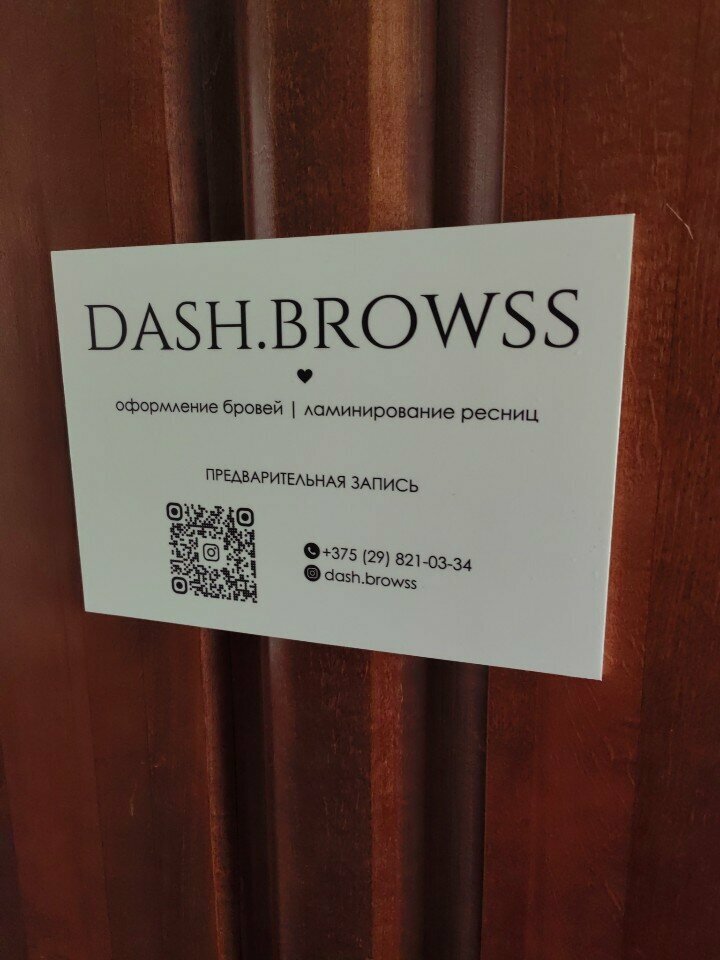 DASH.BROWSS
оформление бровей | ламинирование ресниц
ПРЕДВАРИТЕЛЬНАЯ ЗАПИСЬ
+375 (29) 821-03-34
dash.browss